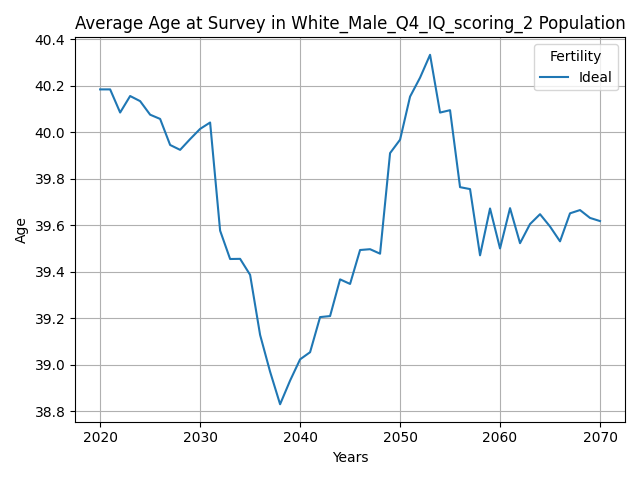 Average Age at Survey in White_Male_Q4_IQ_scoring_2 Population
40.4
40.2
40.0
39.8
39.6
39.4
39.2
39.0
38.8
Age
Fertility
Ideal
2020 2030 2040 2050 2060 2070
Years